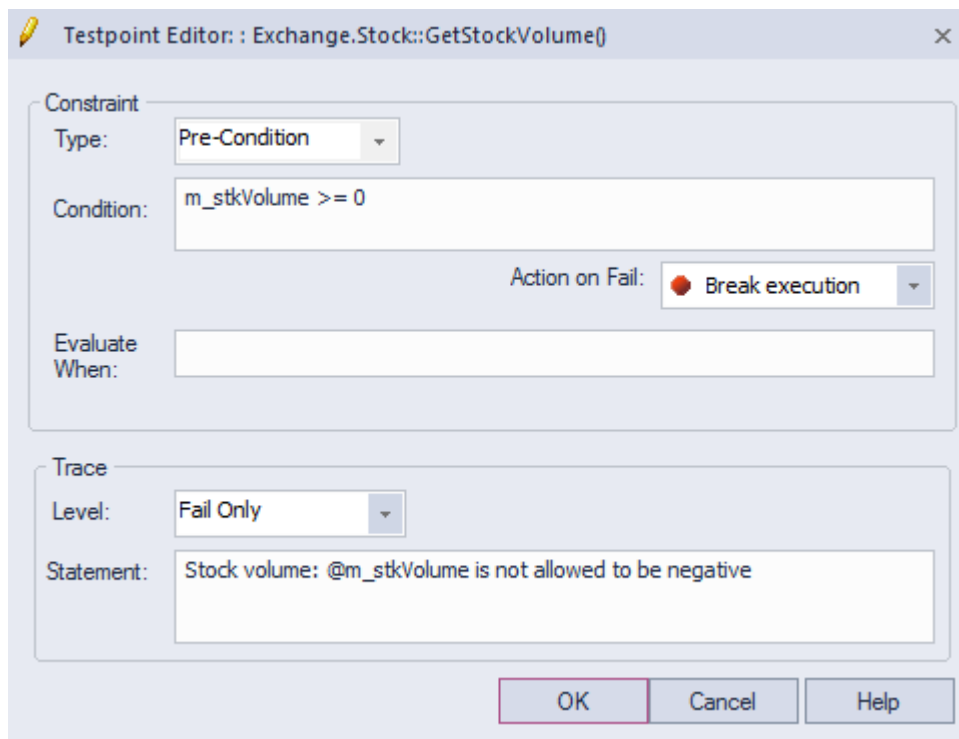 Testpoint Editor: : Exchange.Stock::GetStockVolume()
Constraint
Type:
Pre-Condition
Condition:
m_stkVolume >= 0
Action on Fail:
Break execution
Evaluate
When:
Trace
Level:
Fail Only
Statement:
Stock volume: @m_stkVolume is not allowed to be negative
OK
Cancel
Help